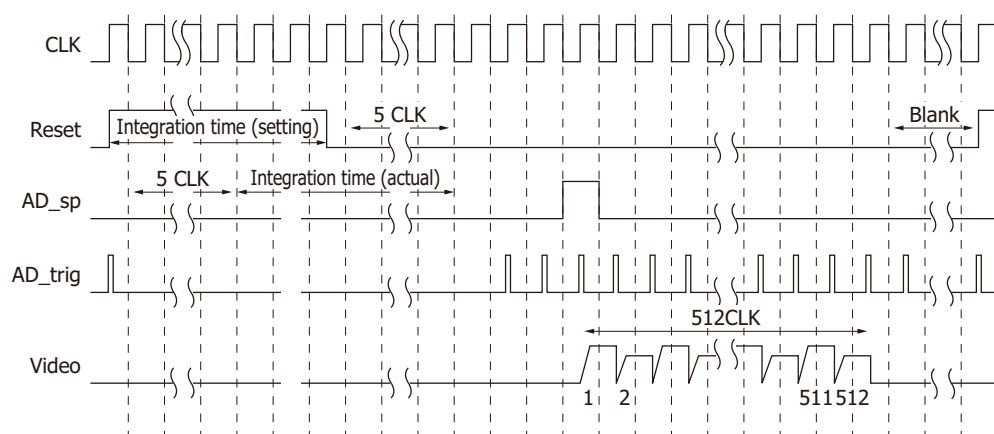 CLK
Reset
Integration time (setting)
5 CLK
Blank
5 CLK
Integration time (actual)
AD_sp
AD_trig
512CLK
Video
1
2
511
512